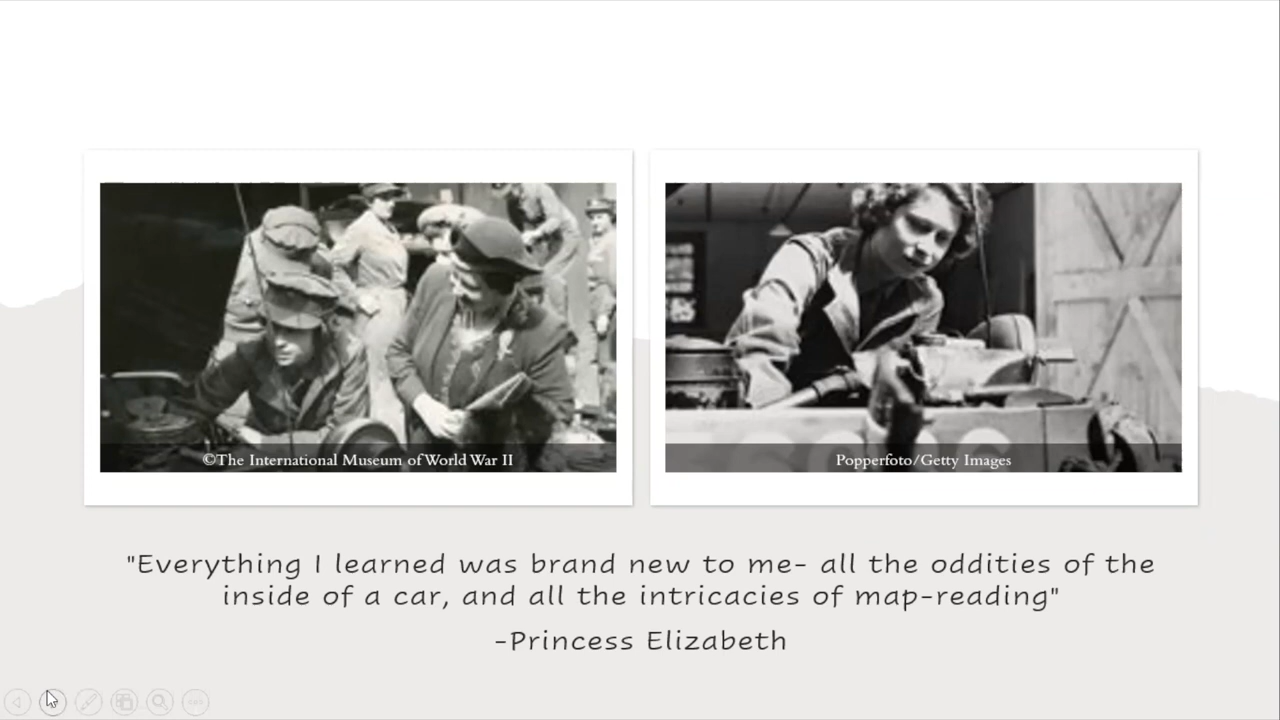 ©The International Museum of World War II
Popperfoto/Getty Images
"Everything I learned was brand new to me- all the oddities of the
inside of a car, and all the intricacies of map-reading"
-Princess Elizabeth